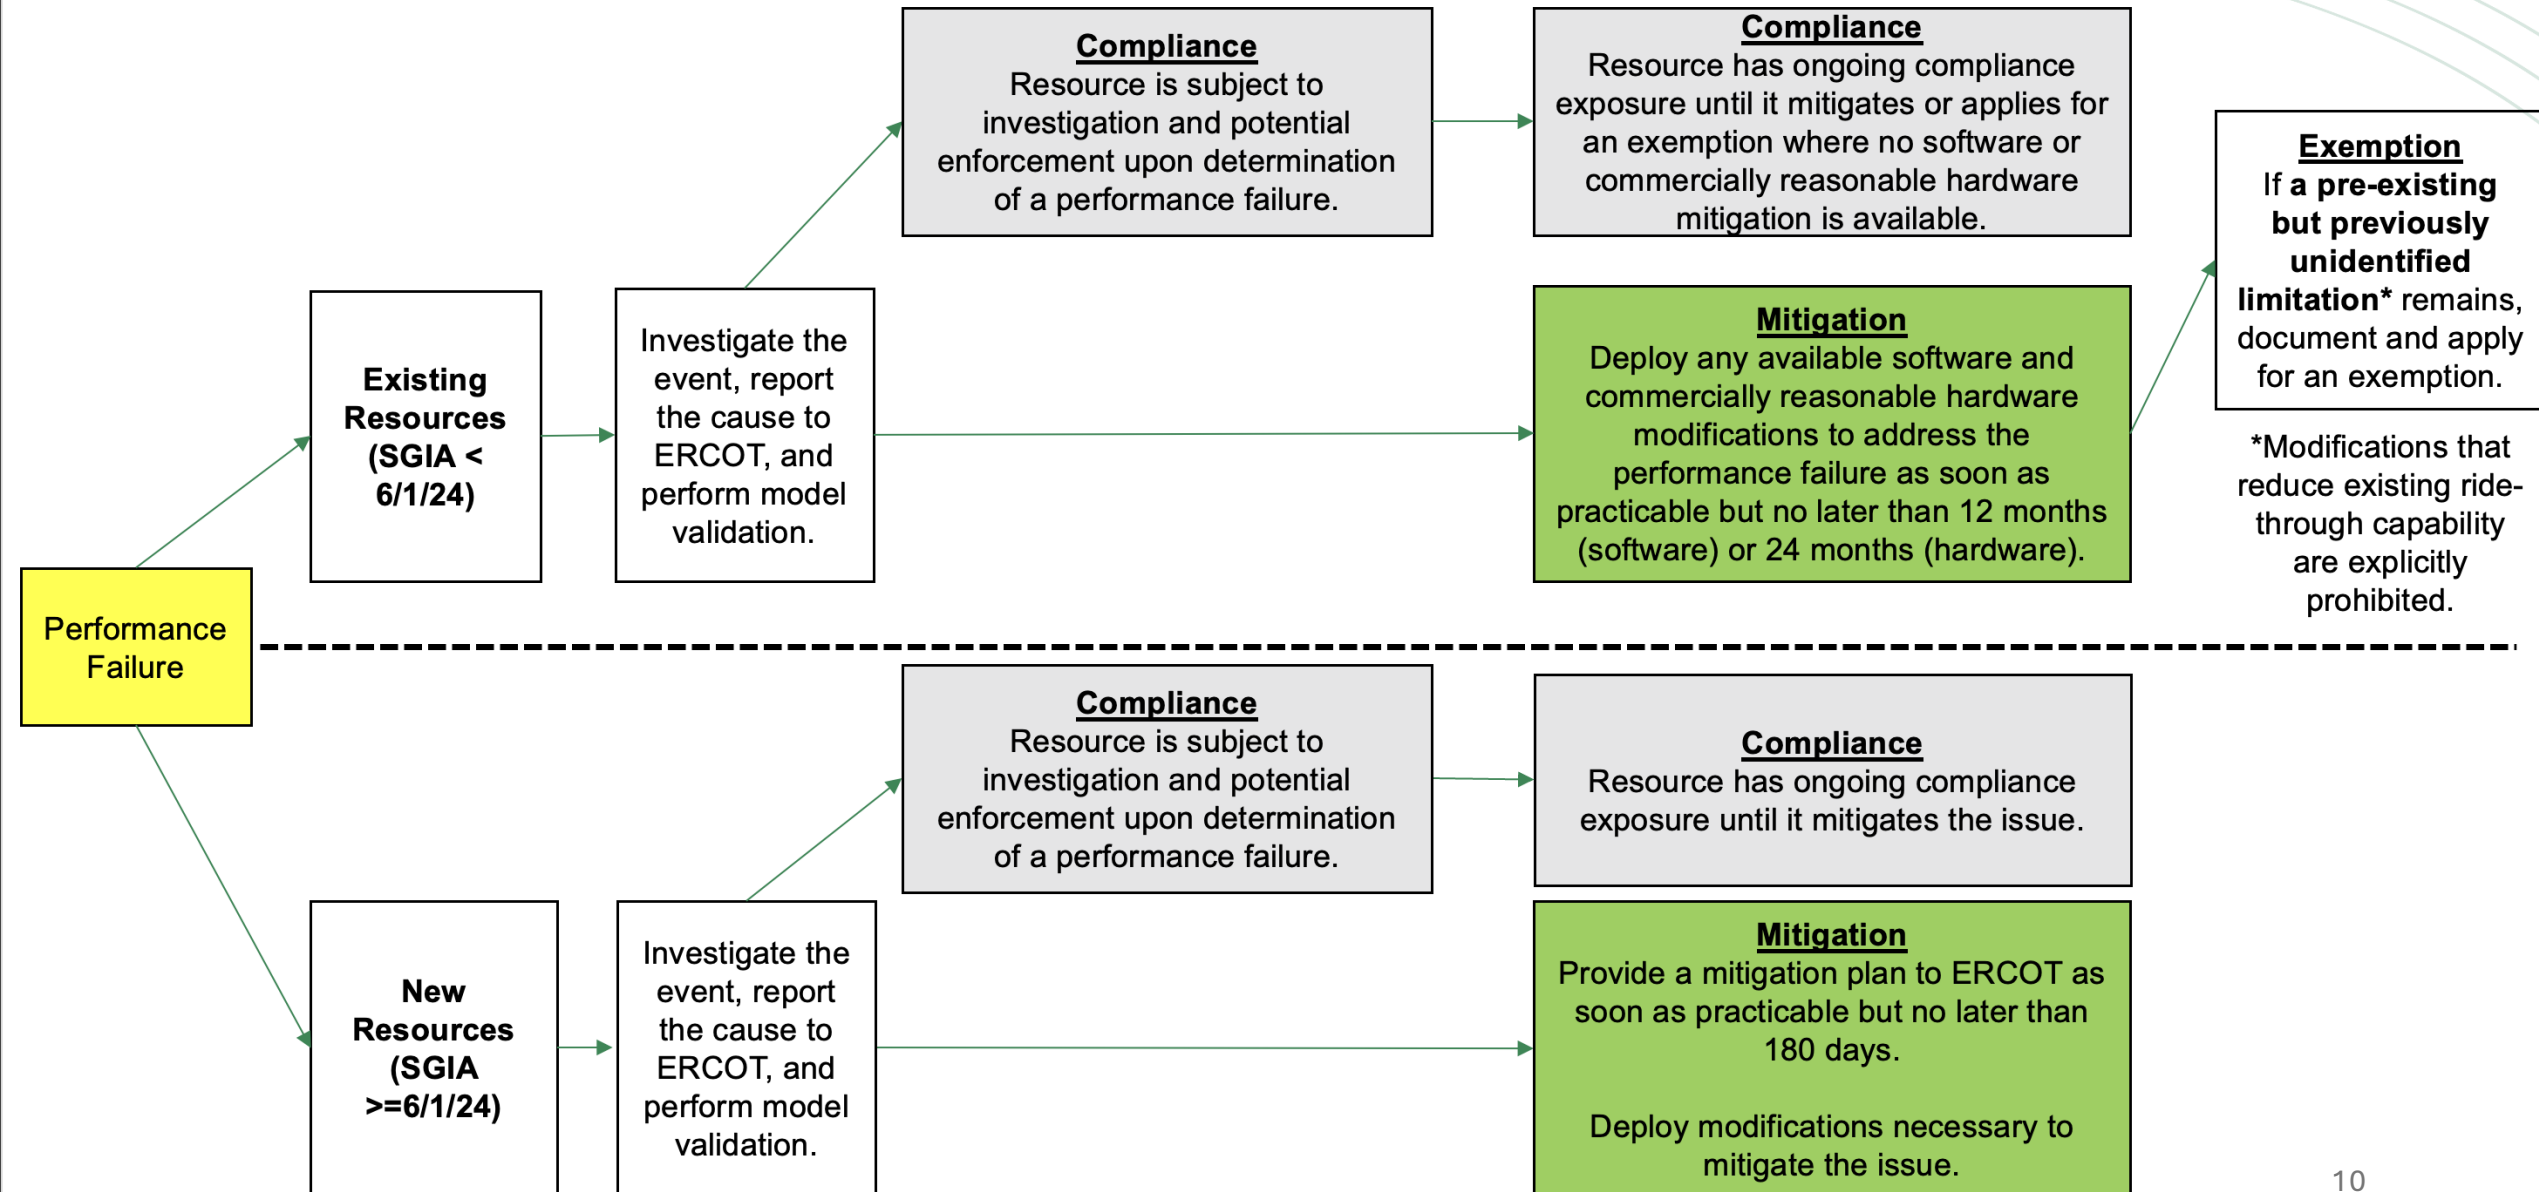 Compliance
Resource is subject to
investigation and potential
enforcement upon determination
of a performance failure.
Compliance
Resource has ongoing compliance
exposure until it mitigates or applies for
an exemption where no software or
commercially reasonable hardware
mitigation is available.
Exemption
If a pre-existing
but previously
unidentified
limitation* remains,
document and apply
for an exemption.
*Modifications that
reduce existing ride-
through capability
are explicitly
prohibited.
Existing
Resources
(SGIA <
6/1/24)
Investigate the
event, report
the cause to
ERCOT, and
perform model
validation.
Mitigation
Deploy any available software and
commercially reasonable hardware
modifications to address the
performance failure as soon as
practicable but no later than 12 months
(software) or 24 months (hardware).
Performance
Failure
Compliance
Resource is subject to
investigation and potential
enforcement upon determination
of a performance failure.
Compliance
Resource has ongoing compliance
exposure until it mitigates the issue.
New
Resources
(SGIA
>=6/1/24)
Investigate the
event, report
the cause to
ERCOT, and
perform model
validation.
Mitigation
Provide a mitigation plan to ERCOT as
soon as practicable but no later than
180 days.
Deploy modifications necessary to
mitigate the issue.
10